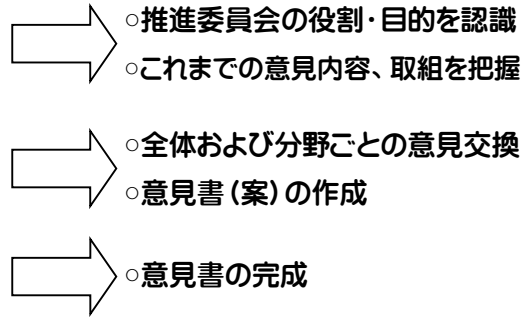 ○推進委員会の役割・目的を認識
○これまでの意見内容、取組を把握
○全体および分野ごとの意見交換
○意見書（案）の作成
○意見書の完成